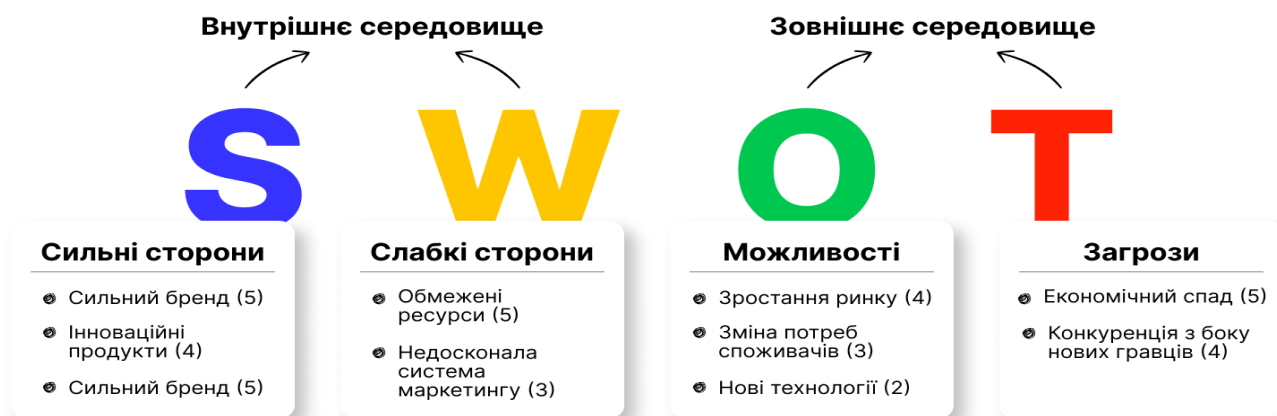 Внутрішнє середовище
Зовнішнє середовище
S
W
O
T
Сильні сторони
Сильний бренд (5)
Інноваційні
продукти (4)
Сильний бренд (5)
Слабкі сторони
Обмежені
ресурси (5)
Недосконала
система
маркетингу (3)
Можливості
Зростання ринку (4)
Зміна потреб
споживачів (3)
Нові технології (2)
Загрози
Економічний спад (5)
Конкуренція з боку
нових гравців (4)